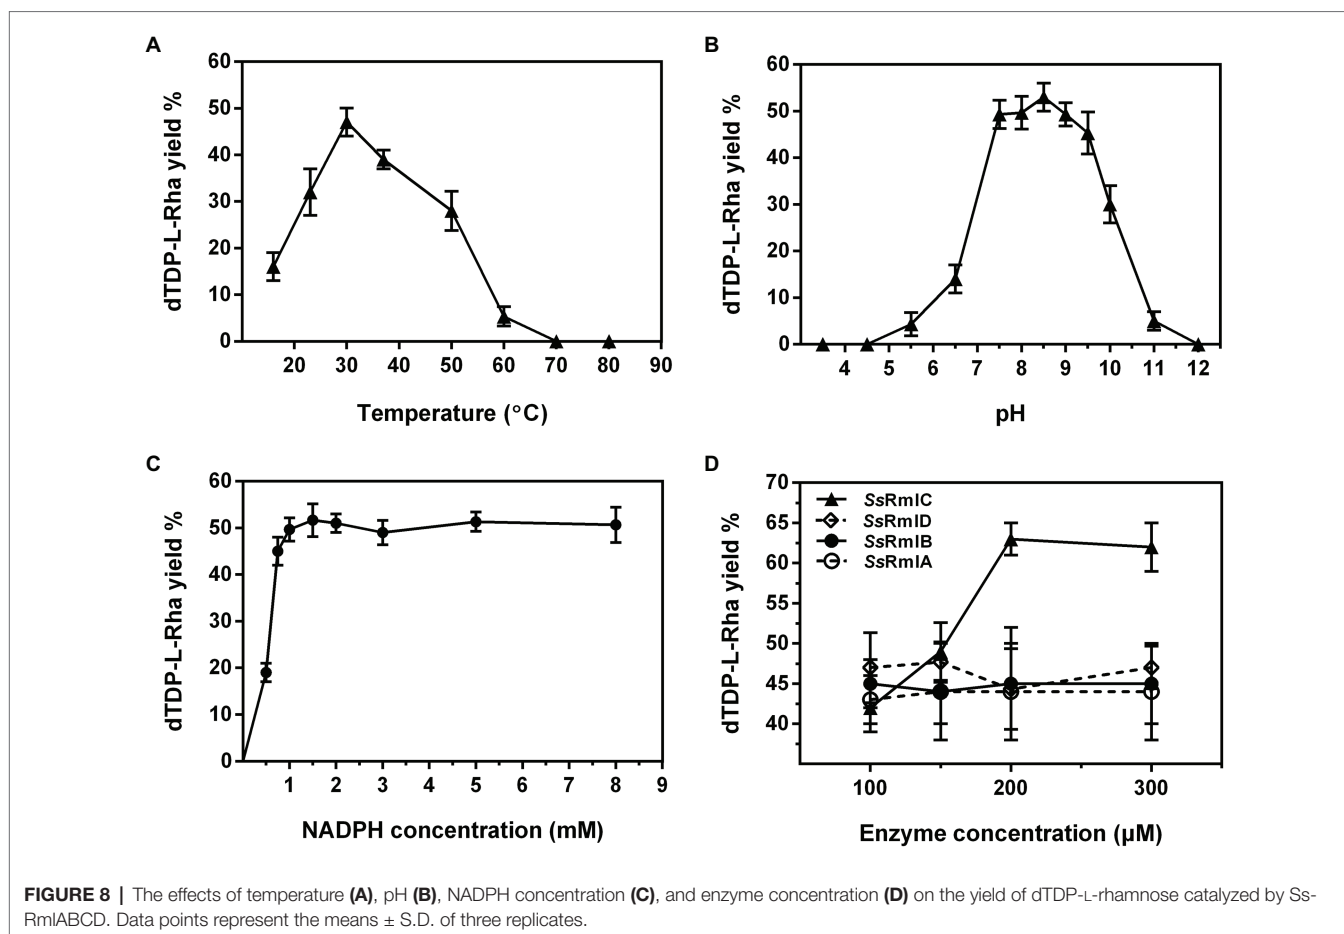 A
60
50
40
30
20
10
0
dTDP-L-Rha yield %
20 30 40 50 60 70 80 90
Temperature (°C)
B
60
50
40
30
20
10
0
dTDP-L-Rha yield %
4 5 6 7 8 9 10 11 12
pH
C
60
50
40
30
20
10
0
dTDP-L-Rha yield %
1 2 3 4 5 6 7 8 9
NADPH concentration (mM)
D
70
65
60
55
50
45
40
dTDP-L-Rha yield %
SsRmlC
SsRmlD
SsRmlB
SsRmlA
100 200 300
Enzyme concentration (µM)
FIGURE 8 | The effects of temperature (A), pH (B), NADPH concentration (C), and enzyme concentration (D) on the yield of dTDP-L-rhamnose catalyzed by Ss-
RmlABCD. Data points represent the means ± S.D. of three replicates.